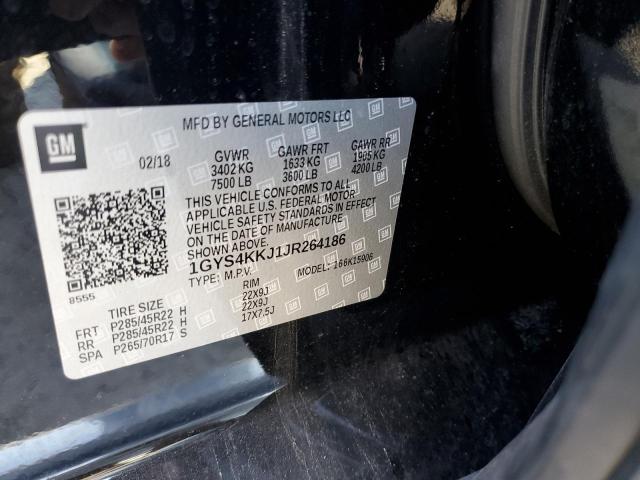 GM
MFD BY GENERAL MOTORS LLC
02/18 GVWR GAWR FRT GAWR RR
3402 KG 1633 KG 1905 KG
7500 LB 3600 LB 4200 LB
THIS VEHICLE CONFORMS TO ALL
APPLICABLE U.S. FEDERAL MOTOR
VEHICLE SAFETY STANDARDS IN EFFECT
ON THE DATE OF MANUFACTURE
1GYS4KKJ1JR264186
TYPE: M.P.V. MODEL: 166K15906
8555
TIRE SIZE RIM
FRT P285/45R22 H 22X9J
RR P285/45R22 H 22X9J
SPA P265/70R17 S 17X7.5J